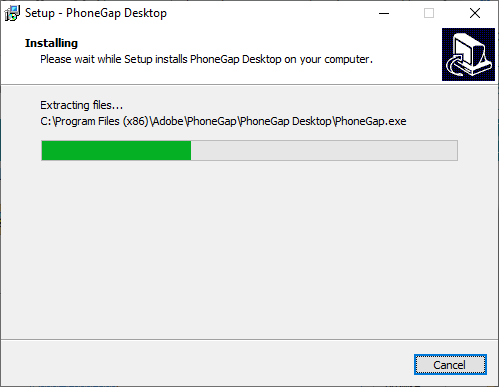 Setup - PhoneGap Desktop
Installing
Please wait while Setup installs PhoneGap Desktop on your computer.
Extracting files...
C:\Program Files (x86)\Adobe\PhoneGap\PhoneGap Desktop\PhoneGap.exe
Cancel